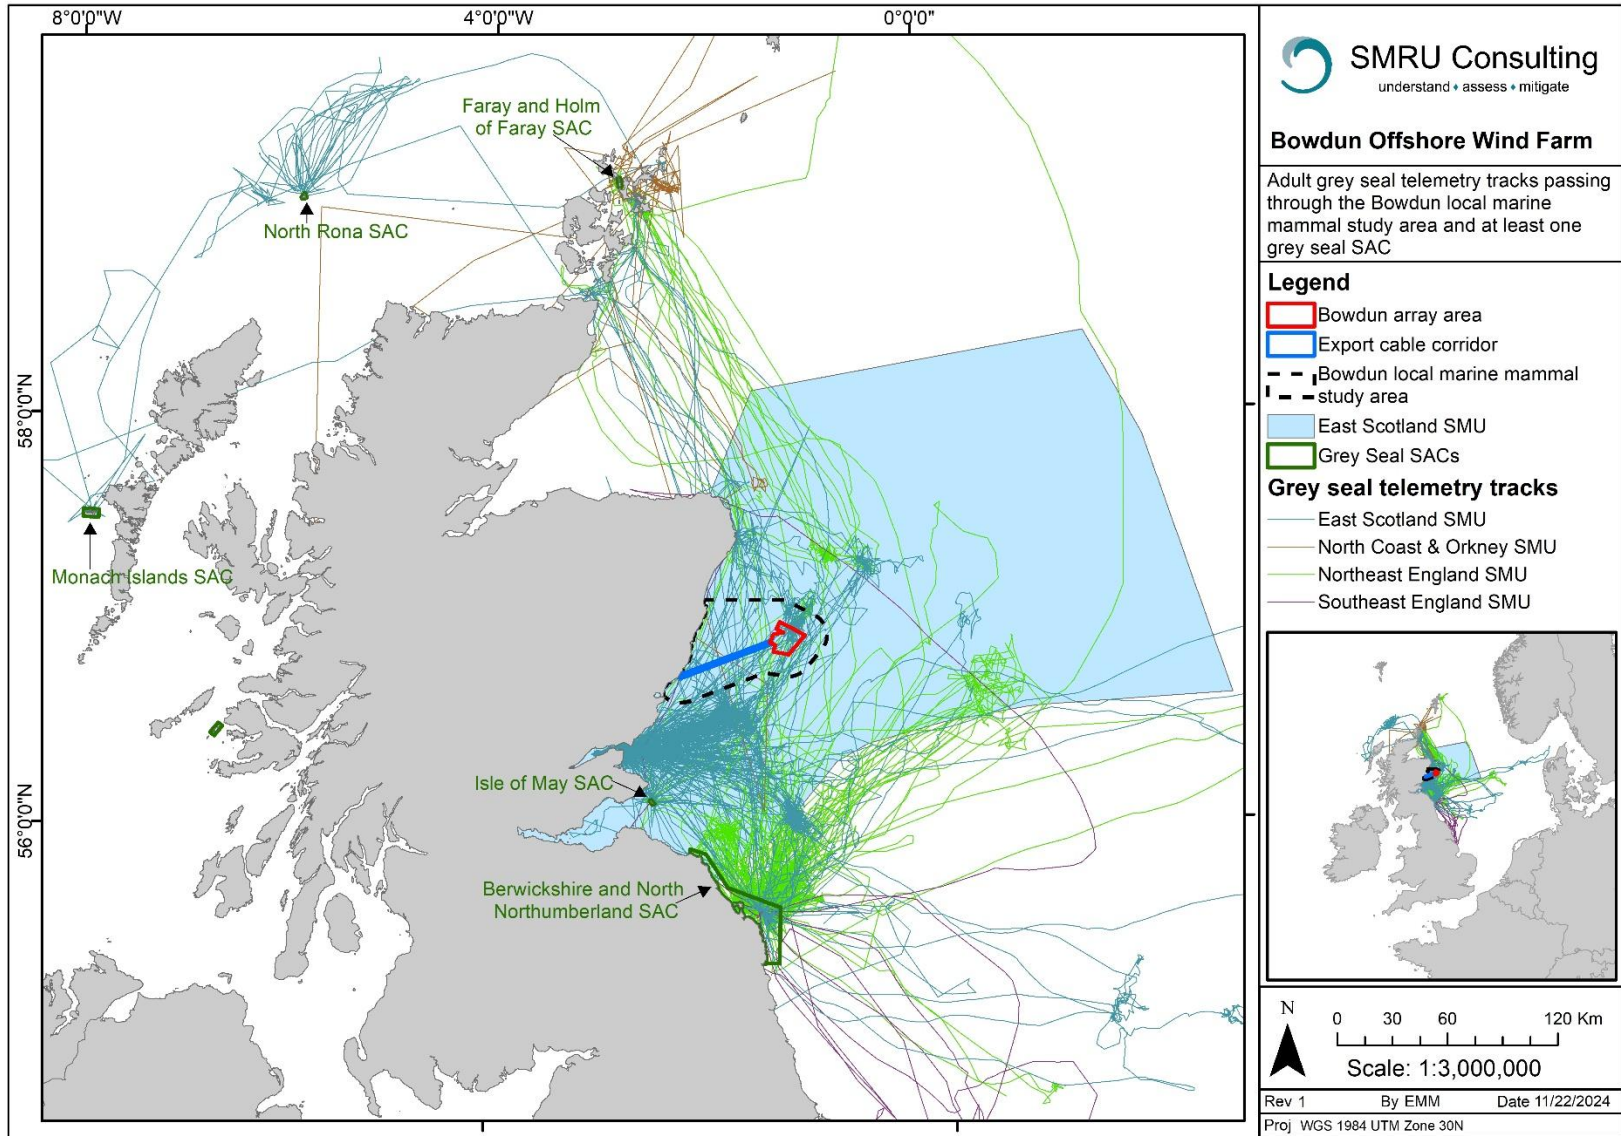 8°0'0"W
4°0'0"W
0°0'0"
58°0'0"N
56°0'0"N
Faray and Holm
of Faray SAC
North Rona SAC
Monach Islands SAC
Isle of May SAC
Berwickshire and North
Northumberland SAC
SMRU Consulting
understand ♦ assess ♦ mitigate
Bowdun Offshore Wind Farm
Adult grey seal telemetry tracks passing
through the Bowdun local marine
mammal study area and at least one
grey seal SAC
Legend
Bowdun array area
Export cable corridor
Bowdun local marine mammal
study area
East Scotland SMU
Grey Seal SACs
Grey seal telemetry tracks
East Scotland SMU
North Coast & Orkney SMU
Northeast England SMU
Southeast England SMU
N
0 30 60 120 Km
Scale: 1:3,000,000
Rev 1 By EMM Date 11/22/2024
Proj WGS 1984 UTM Zone 30N